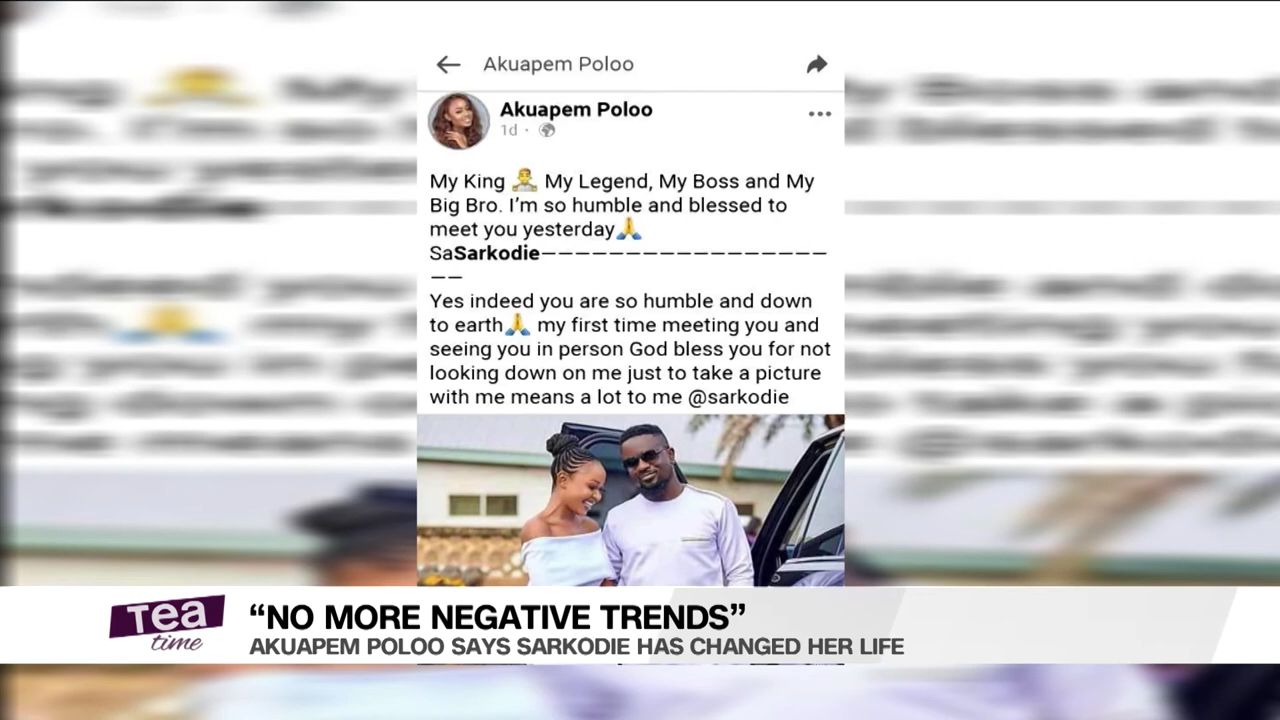 Akuapem Poloo
Akuapem Poloo
1d ·
My King 🙇‍♂️ My Legend, My Boss and My
Big Bro. I'm so humble and blessed to
meet you yesterday🙏
SaSarkodie—————————————————
——
Yes indeed you are so humble and down
to earth🙏 my first time meeting you and
seeing you in person God bless you for not
looking down on me just to take a picture
with me means a lot to me @sarkodie
Tea
time
“NO MORE NEGATIVE TRENDS”
AKUAPEM POLOO SAYS SARKODIE HAS CHANGED HER LIFE